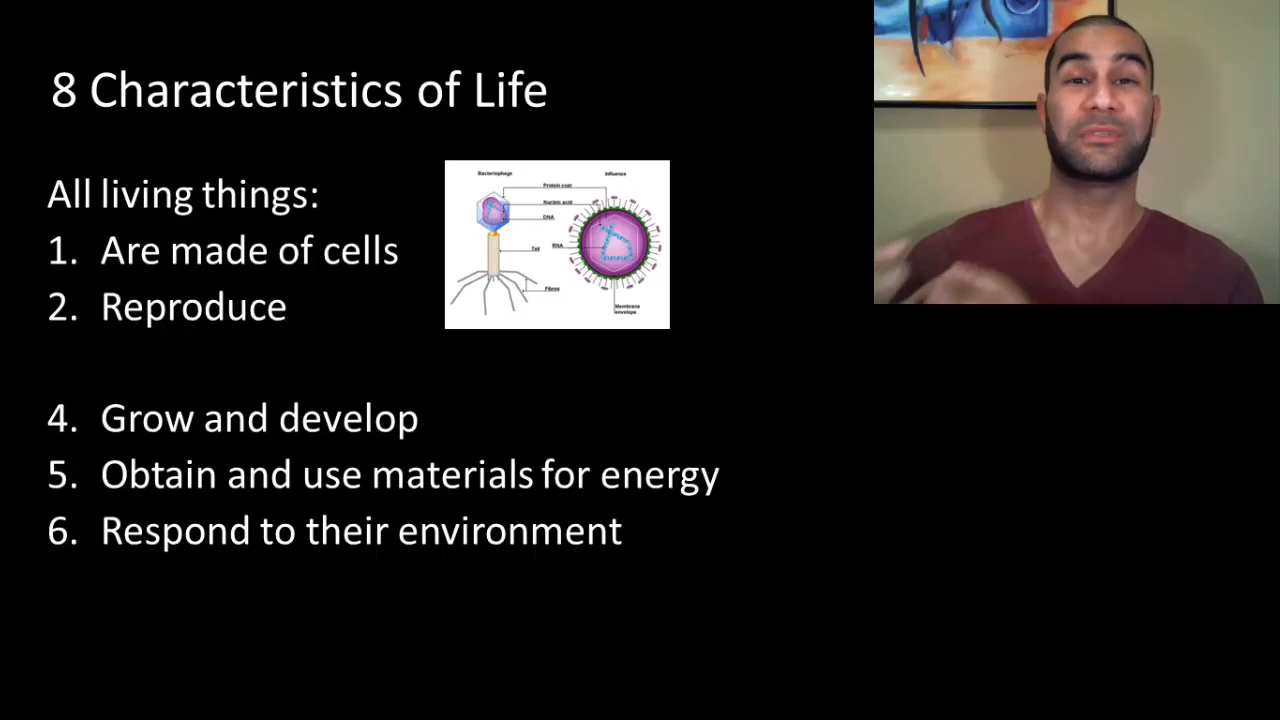 8 Characteristics of Life
All living things:
1. Are made of cells
2. Reproduce
Bacteriophage
Influenza
Protein coat
Nucleic acid
DNA
RNA
Tail
Fibres
Membrane
envelope
4. Grow and develop
5. Obtain and use materials for energy
6. Respond to their environment